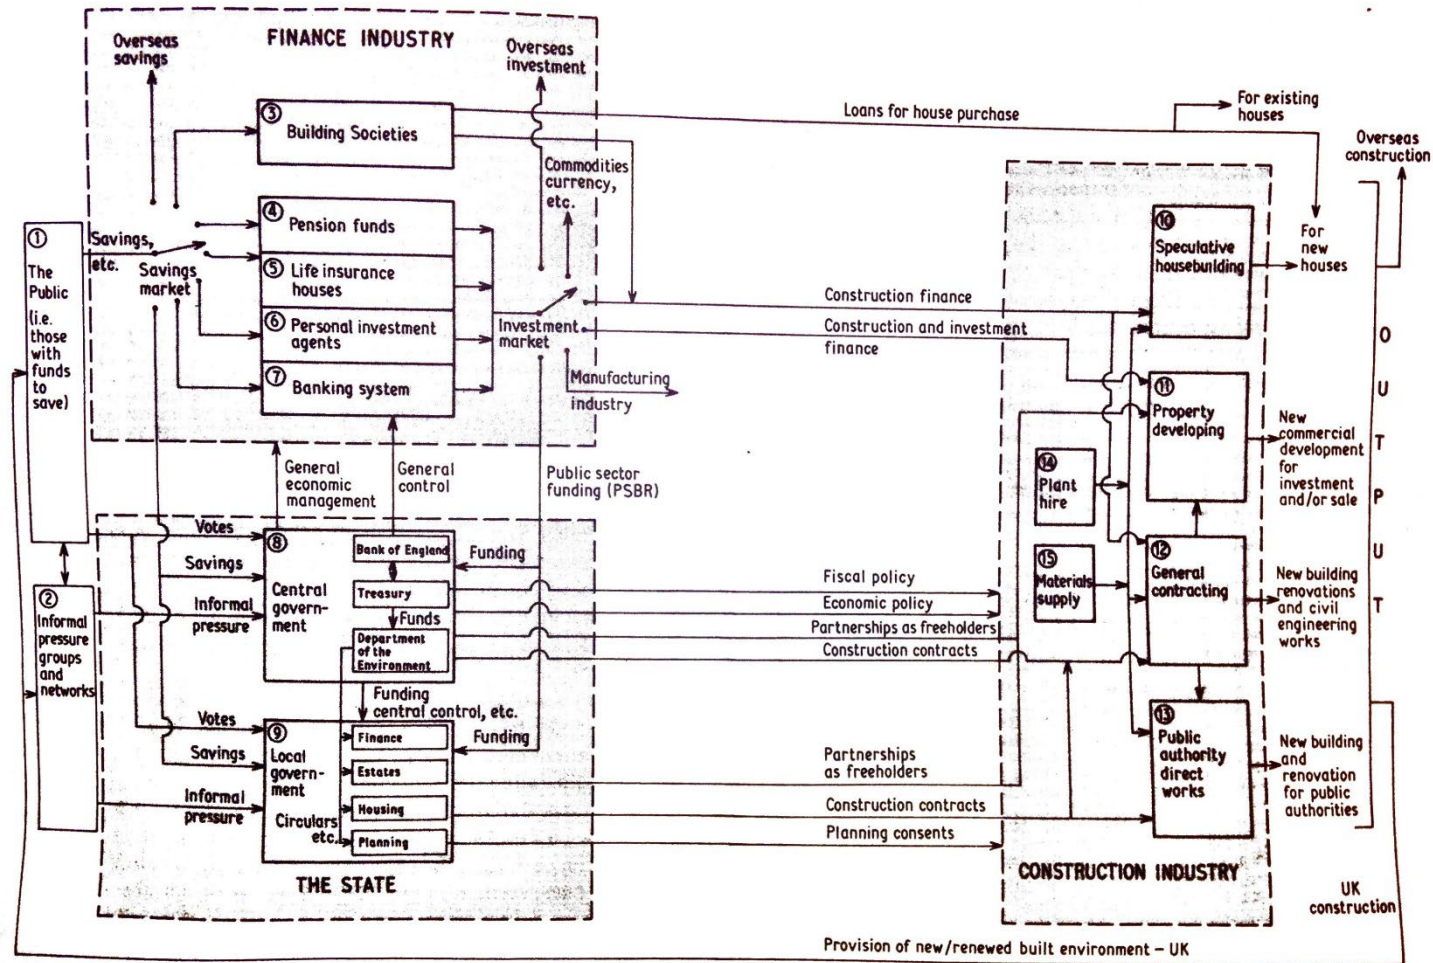 FINANCE INDUSTRY
Overseas
savings
Overseas
investment
③
Building Societies
Loans for house purchase
For existing
houses
Overseas
construction
Commodities
currency,
etc.
①
The
Public
(i.e.
those
with
funds
to
save)
Savings,
etc.
Savings
market
④
Pension funds
⑤
Life insurance
houses
⑥
Personal investment
agents
⑦
Banking system
Investment
market
Manufacturing
industry
Construction finance
Construction and investment
finance
⑩
Speculative
housebuilding
For
new
houses
⑪
Property
developing
New
commercial
development
for
investment
and/or sale
O
U
T
P
U
T
General
economic
management
General
control
Public sector
funding (PSBR)
⑭
Plant
hire
⑮
Materials
supply
⑫
General
contracting
New building
renovations
and civil
engineering
works
②
Informal
pressure
groups
and
networks
Votes
Savings
Informal
pressure
⑧
Central
govern-
ment
Bank of England
Treasury
Funds
Department
of the
Environment
Funding
Fiscal policy
Economic policy
Partnerships as freeholders
Construction contracts
Funding
central control, etc.
Votes
Savings
Informal
pressure
⑨
Local
govern-
ment
Circulars
etc.
Finance
Estates
Housing
Planning
Funding
Partnerships
as freeholders
Construction contracts
Planning consents
⑬
Public
authority
direct
works
New building
and
renovation
for public
authorities
THE STATE
CONSTRUCTION INDUSTRY
UK
construction
Provision of new/renewed built environment – UK